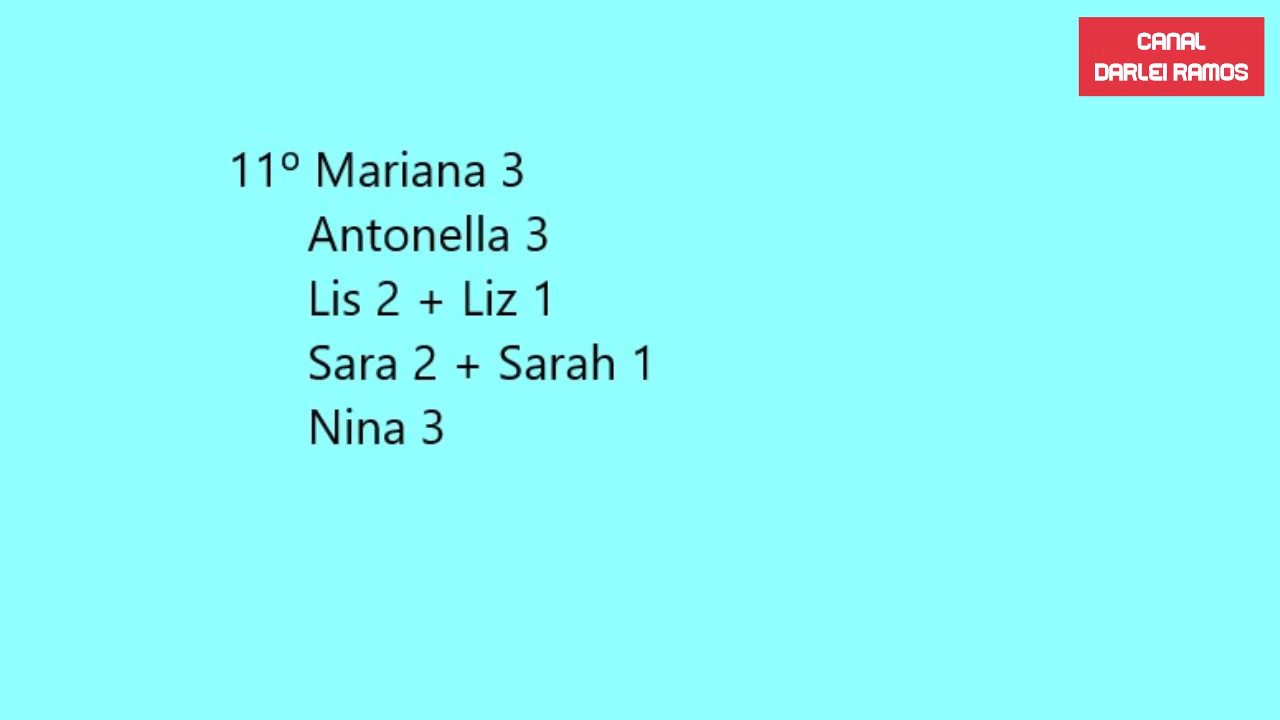 CANAL
DARLEI RAMOS
11º Mariana 3
Antonella 3
Lis 2 + Liz 1
Sara 2 + Sarah 1
Nina 3